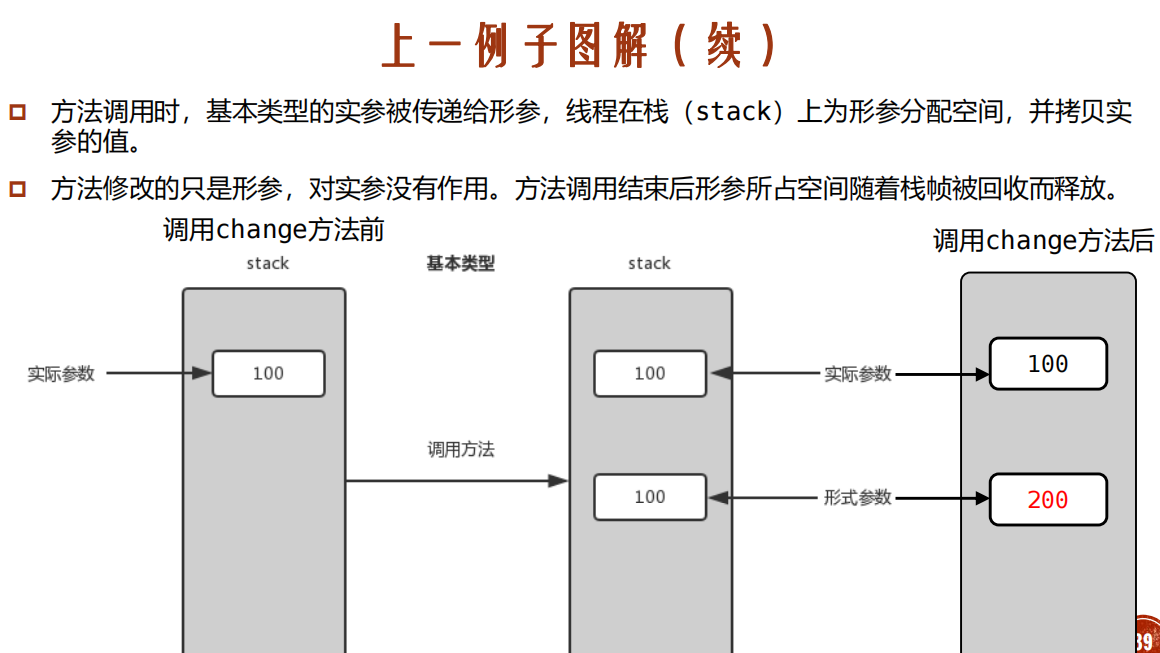 上一例子图解（续）
方法调用时，基本类型的实参被传递给形参，线程在栈（stack）上为形参分配空间，并拷贝实
参的值。
方法修改的只是形参，对实参没有作用。方法调用结束后形参所占空间随着栈帧被回收而释放。
调用change方法前
调用change方法后
stack
基本类型
stack
实际参数
100
100
实际参数
100
调用方法
100
形式参数
200
39